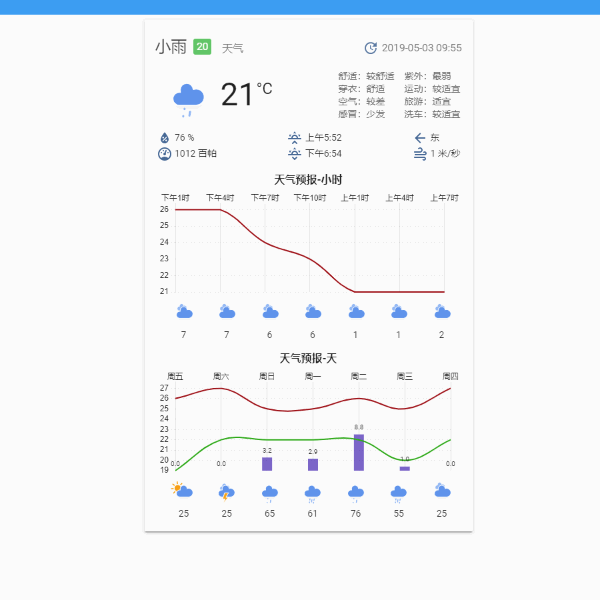 小雨 20 天气 2019-05-03 09:55
21 °C
舒适: 较舒适 紫外: 最弱
穿衣: 舒适 运动: 较适宜
空气: 较差 旅游: 适宜
感冒: 少发 洗车: 较适宜
76 % 上午5:52 东
1012 百帕 下午6:54 1 米/秒
天气预报-小时
下午1时 下午4时 下午7时 下午10时 上午1时 上午4时 上午7时
26
25
24
23
22
21
7 7 6 6 1 1 2
天气预报-天
周五 周六 周日 周一 周二 周三 周四
27
26
25
24
23
22
21
20
19
0.0 0.0 3.2 2.9 8.8 1.0 0.0
25 25 65 61 76 55 25